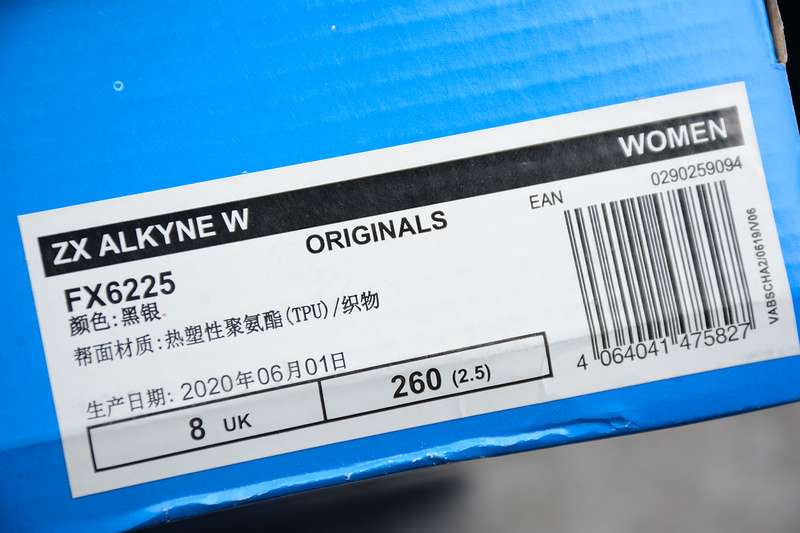 ZX ALKYNE W
WOMEN
FX6225
ORIGINALS
EAN
0290259094
颜色:黑银
帮面材质:热塑性聚氨酯(TPU)/织物
生产日期: 2020年06月01日
8 UK
260 (2.5)
4 064041 475827
VABSCHA2/0619/V06